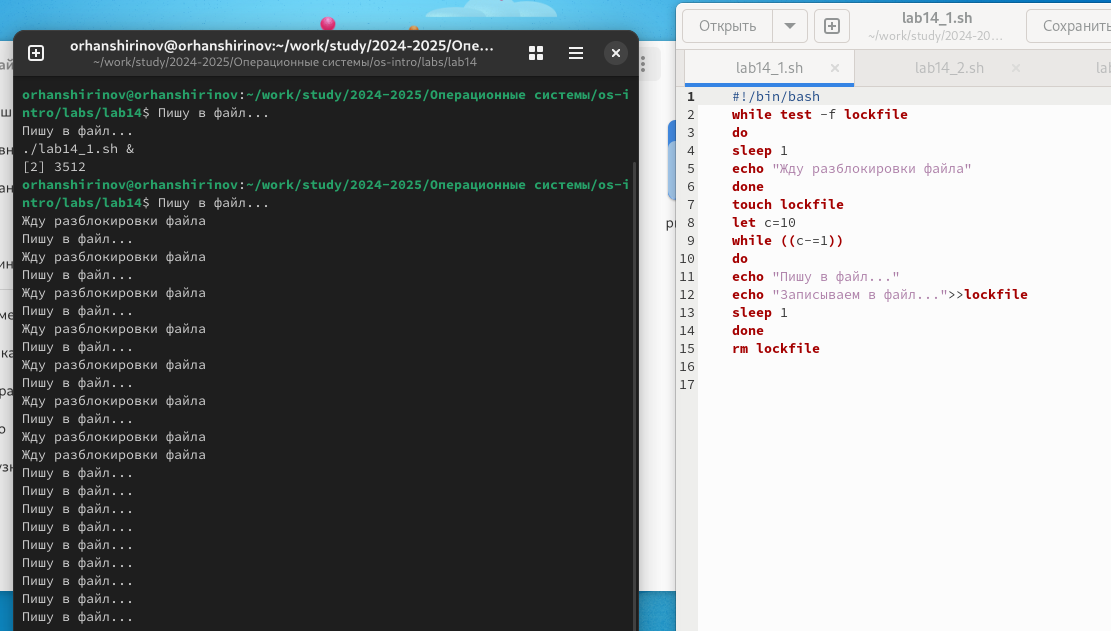 orhanshirinov@orhanshirinov:~/work/study/2024-2025/Опе...
~/work/study/2024-2025/Операционные системы/os-intro/labs/lab14
orhanshirinov@orhanshirinov:~/work/study/2024-2025/Операционные системы/os-i
ntro/labs/lab14$ Пишу в файл...
Пишу в файл...
./lab14_1.sh &
[2] 3512
orhanshirinov@orhanshirinov:~/work/study/2024-2025/Операционные системы/os-i
ntro/labs/lab14$ Пишу в файл...
Жду разблокировки файла
Пишу в файл...
Жду разблокировки файла
Пишу в файл...
Жду разблокировки файла
Пишу в файл...
Жду разблокировки файла
Пишу в файл...
Жду разблокировки файла
Пишу в файл...
Жду разблокировки файла
Пишу в файл...
Жду разблокировки файла
Жду разблокировки файла
Пишу в файл...
Пишу в файл...
Пишу в файл...
Пишу в файл...
Пишу в файл...
Пишу в файл...
Пишу в файл...
Пишу в файл...
Пишу в файл...
Открыть
lab14_1.sh
~/work/study/2024-20...
Сохранить
lab14_1.sh
lab14_2.sh
1 #!/bin/bash
2 while test -f lockfile
3 do
4 sleep 1
5 echo "Жду разблокировки файла"
6 done
7 touch lockfile
8 let c=10
9 while ((c-=1))
10 do
11 echo "Пишу в файл..."
12 echo "Записываем в файл...">>lockfile
13 sleep 1
14 done
15 rm lockfile
16
17